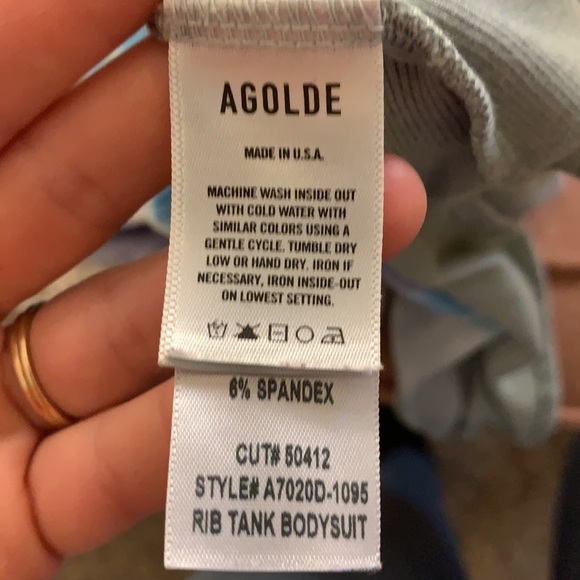 AGOLDE
MADE IN U.S.A.
MACHINE WASH INSIDE OUT
WITH COLD WATER WITH
SIMILAR COLORS USING A
GENTLE CYCLE. TUMBLE DRY
LOW OR HAND DRY. IRON IF
NECESSARY, IRON INSIDE-OUT
ON LOWEST SETTING.
6% SPANDEX
CUT# 50412
STYLE# A7020D-1095
RIB TANK BODYSUIT